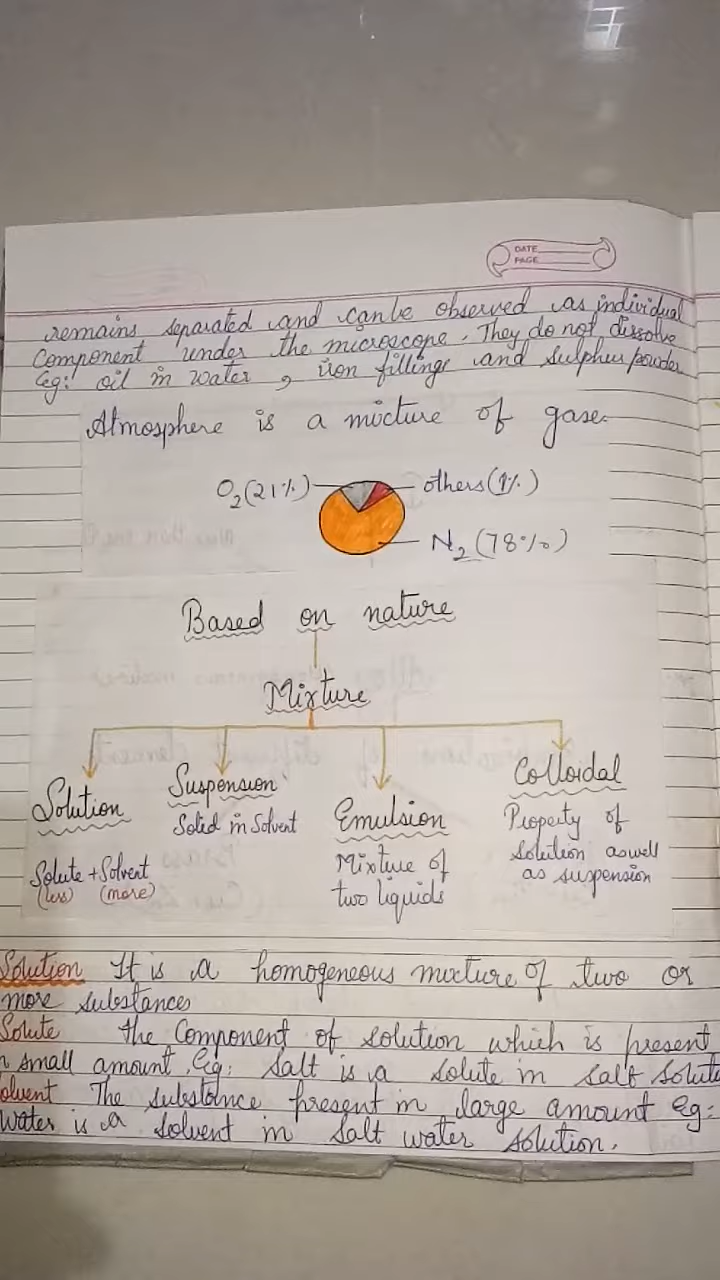 DATE
PAGE
remains separated and can be observed as individual
Component under the microscope. They do not dissolve
Eg: oil in water, iron fillings and sulphur powder
Atmosphere is a mixture of gase.
O2 (21%)
others (1%)
N2 (78%)
Based on nature
Mixture
Solution
Solute + Solvent
(less) (more)
Suspension
Solid in Solvent
Emulsion
Mixture of
two liquids
Colloidal
Property of
Solution aswell
as suspension
Solution It is a homogeneous mixture of two or
more substances
Solute the Component of solution which is present
n small amount. Eg: Salt is a solute in salt solut
olvent The substance present in large amount Eg:
Water is a solvent in salt water solution.